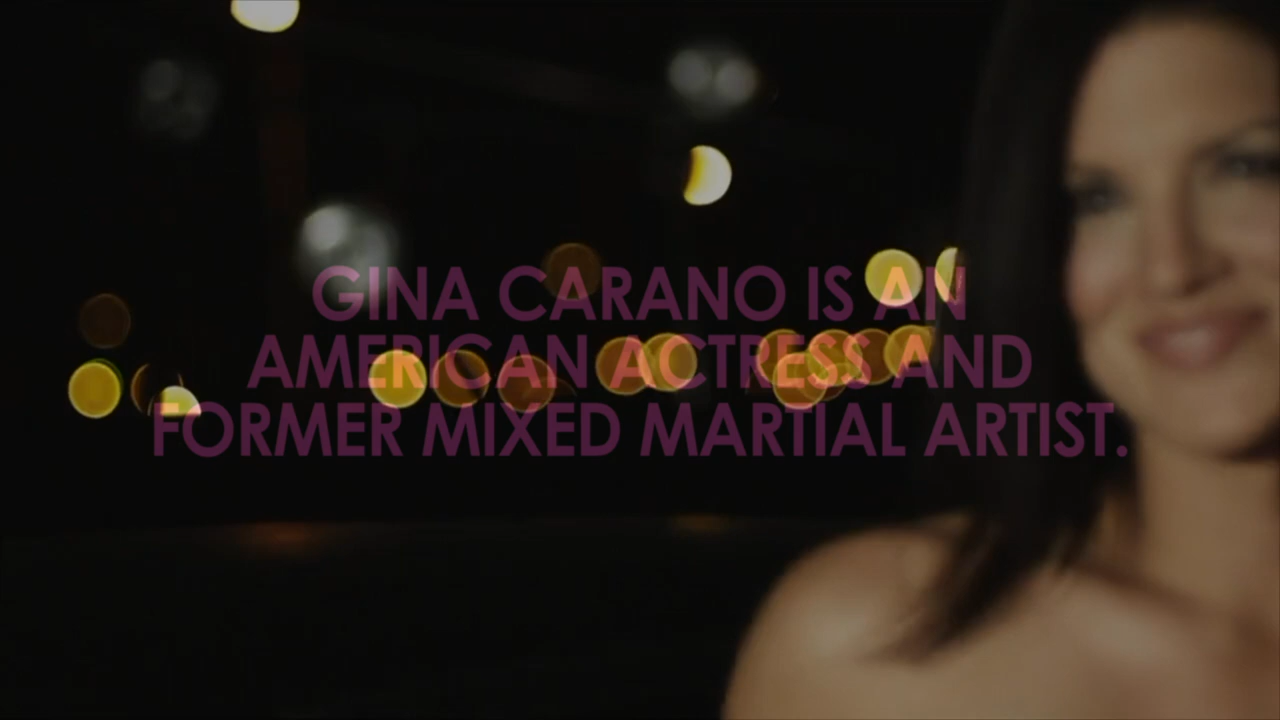 GINA CARANO IS AN
AMERICAN ACTRESS AND
FORMER MIXED MARTIAL ARTIST.